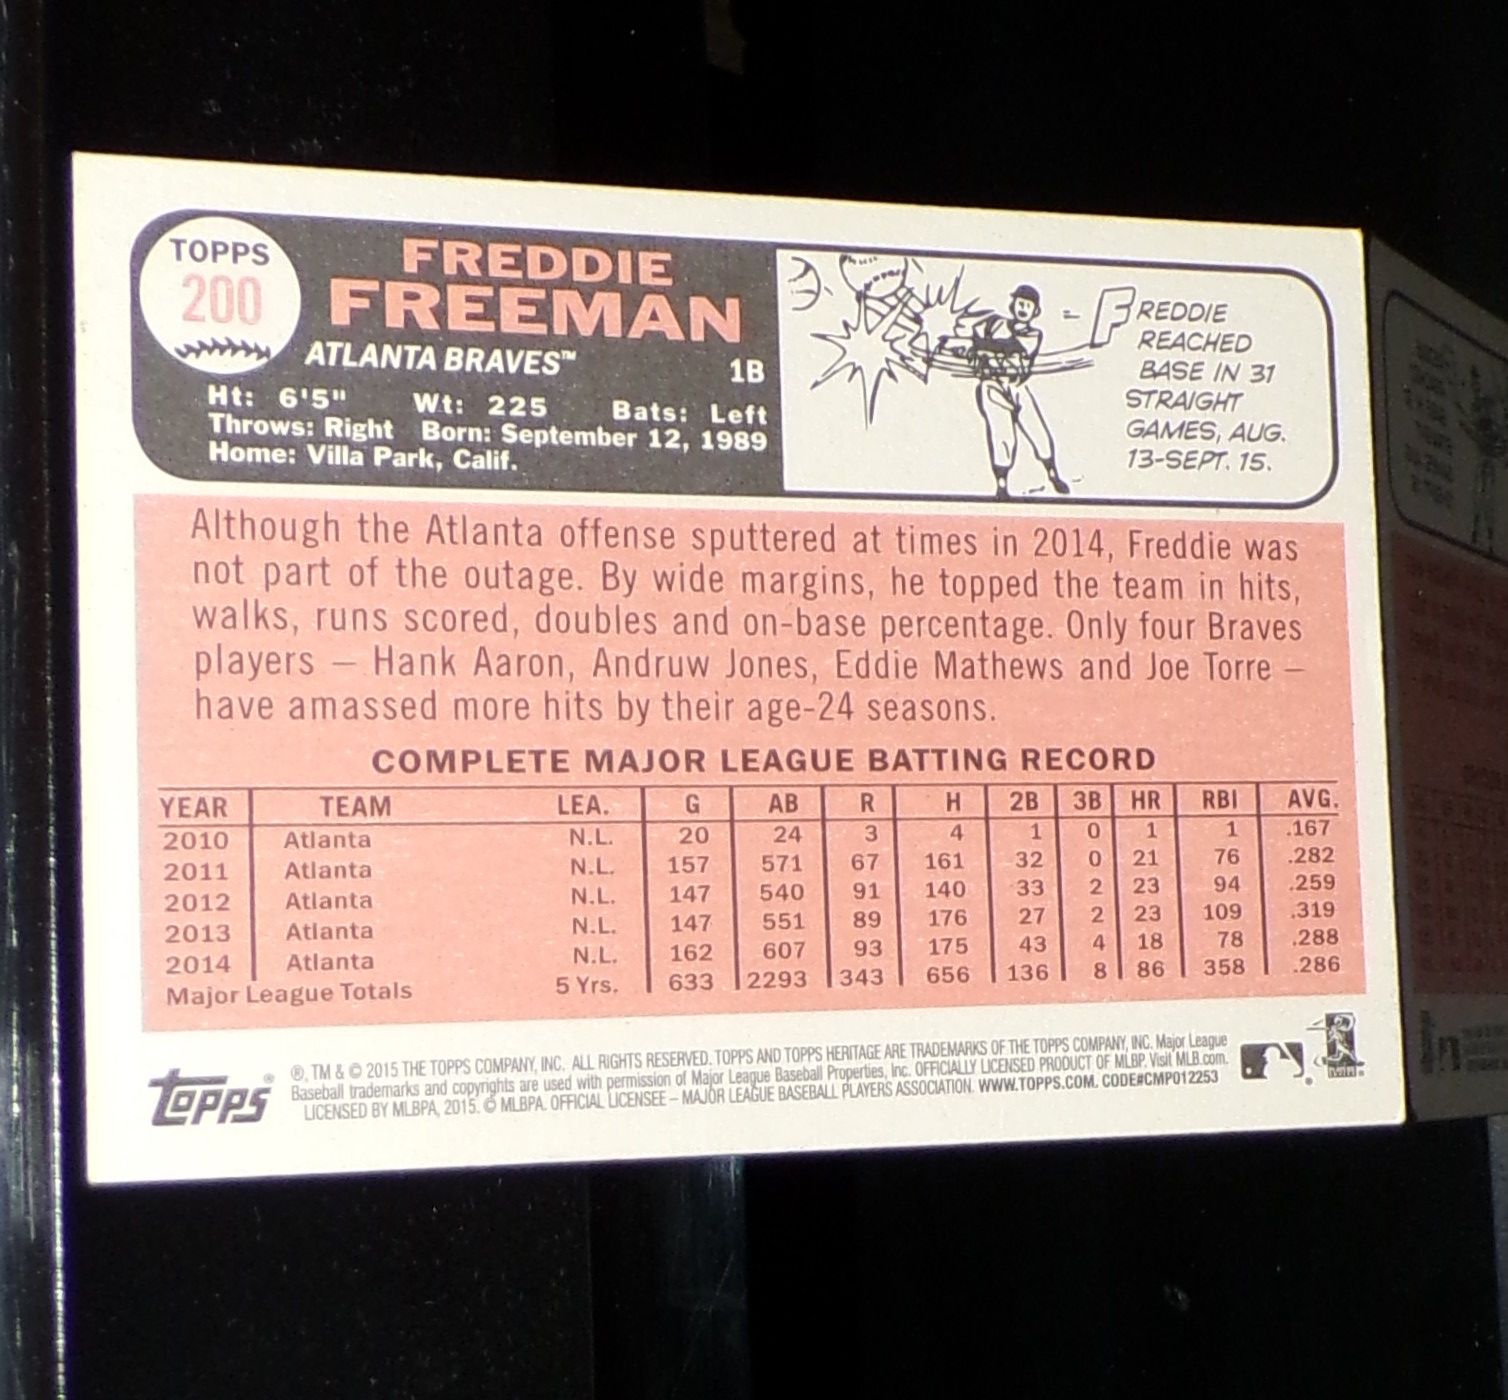 TOPPS
200
FREDDIE
FREEMAN
ATLANTA BRAVES™ 1B
Ht: 6'5" Wt: 225 Bats: Left
Throws: Right Born: September 12, 1989
Home: Villa Park, Calif.
FREDDIE
REACHED
BASE IN 31
STRAIGHT
GAMES, AUG.
13-SEPT. 15.
Although the Atlanta offense sputtered at times in 2014, Freddie was
not part of the outage. By wide margins, he topped the team in hits,
walks, runs scored, doubles and on-base percentage. Only four Braves
players — Hank Aaron, Andruw Jones, Eddie Mathews and Joe Torre —
have amassed more hits by their age-24 seasons.
COMPLETE MAJOR LEAGUE BATTING RECORD
YEAR TEAM LEA. G AB R H 2B 3B HR RBI AVG.
2010 Atlanta N.L. 20 24 3 4 1 0 1 1 .167
2011 Atlanta N.L. 157 571 67 161 32 0 21 76 .282
2012 Atlanta N.L. 147 540 91 140 33 2 23 94 .259
2013 Atlanta N.L. 147 551 89 176 27 2 23 109 .319
2014 Atlanta N.L. 162 607 93 175 43 4 18 78 .288
Major League Totals 5 Yrs. 633 2293 343 656 136 8 86 358 .286
topps®
®, TM & © 2015 THE TOPPS COMPANY, INC. ALL RIGHTS RESERVED. TOPPS AND TOPPS HERITAGE ARE TRADEMARKS OF THE TOPPS COMPANY, INC. Major League
Baseball trademarks and copyrights are used with permission of Major League Baseball Properties, Inc. OFFICIALLY LICENSED PRODUCT OF MLBP. Visit MLB.com.
LICENSED BY MLBPA, 2015. © MLBPA. OFFICIAL LICENSEE – MAJOR LEAGUE BASEBALL PLAYERS ASSOCIATION. WWW.TOPPS.COM. CODE#CMP012253